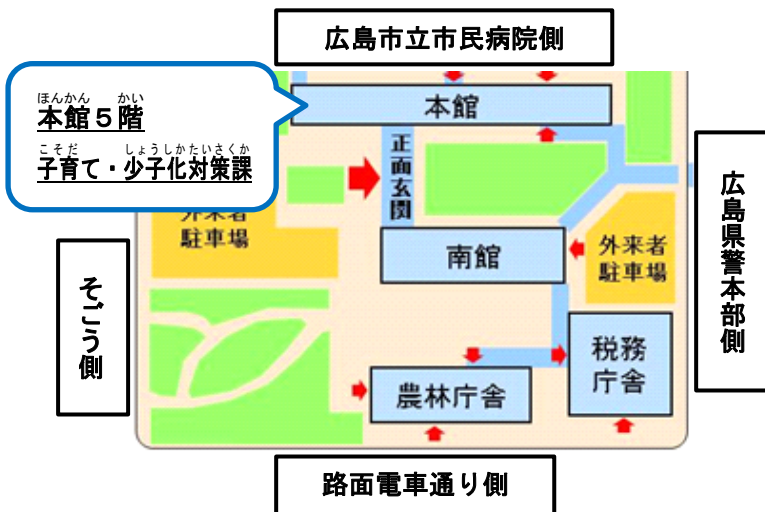 広島市立市民病院側
ほんかん かい
本館５階
こそだ しょうしかたいさくか
子育て・少子化対策課
本館
正面玄関
外来者
駐車場
南館
外来者
駐車場
そごう側
広島県警本部側
税務
庁舎
農林庁舎
路面電車通り側